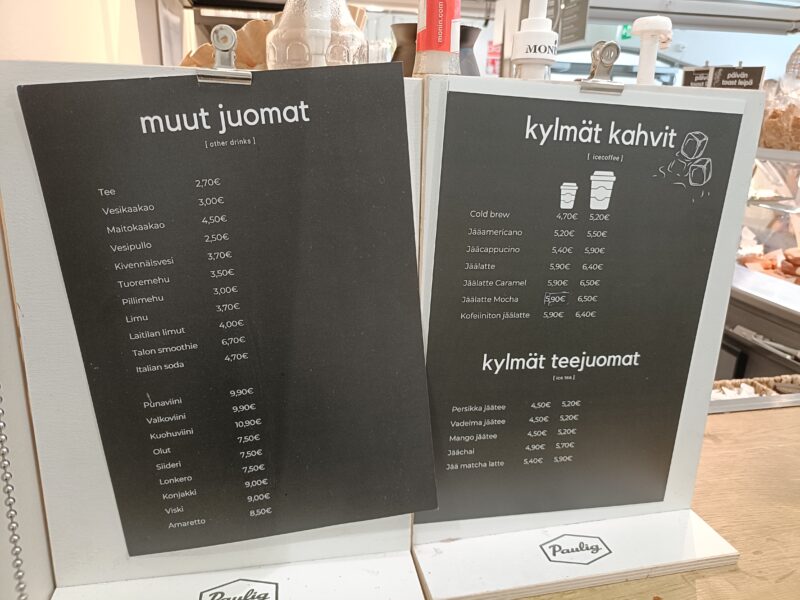 monin.com
MONIN
päivän
päivän
toast leipä
muut juomat
[ other drinks ]
Tee 2,70€
Vesikaakao 3,00€
Maitokaakao 4,50€
Vesipullo 2,50€
Kivennäisvesi 3,70€
Tuoremehu 3,50€
Pillimehu 3,00€
Limu 3,70€
Laitilan limut 4,00€
Talon smoothie 6,70€
Italian soda 4,70€
Punaviini 9,90€
Valkoviini 9,90€
Kuohuviini 10,90€
Olut 7,50€
Siideri 7,50€
Lonkero 7,50€
Konjakki 9,00€
Viski 9,00€
Amaretto 8,50€
Paulig
kylmät kahvit
[ icecoffee ]
Cold brew 4,70€ 5,20€
Jääamericano 5,20€ 5,50€
Jääcappucino 5,40€ 5,90€
Jäälatte 5,90€ 6,40€
Jäälatte Caramel 5,90€ 6,50€
Jäälatte Mocha 5,90€ 6,50€
Kofeiiniton jäälatte 5,90€ 6,40€
kylmät teejuomat
[ ice tea ]
Persikka jäätee 4,50€ 5,20€
Vadelma jäätee 4,50€ 5,20€
Mango jäätee 4,50€ 5,20€
Jäächai 4,90€ 5,70€
Jää matcha latte 5,40€ 5,90€
Paulig